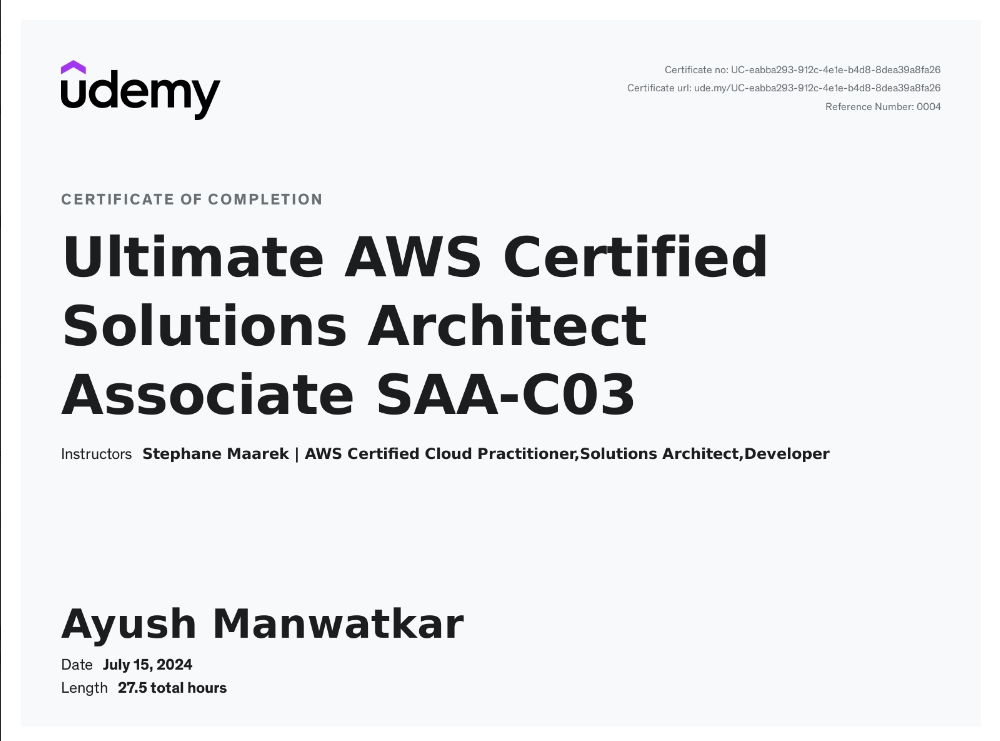 udemy
Certificate no: UC-eabba293-912c-4e1e-b4d8-8dea39a8fa26
Certificate url: ude.my/UC-eabba293-912c-4e1e-b4d8-8dea39a8fa26
Reference Number: 0004
CERTIFICATE OF COMPLETION
Ultimate AWS Certified
Solutions Architect
Associate SAA-C03
Instructors Stephane Maarek | AWS Certified Cloud Practitioner,Solutions Architect,Developer
Ayush Manwatkar
Date July 15, 2024
Length 27.5 total hours